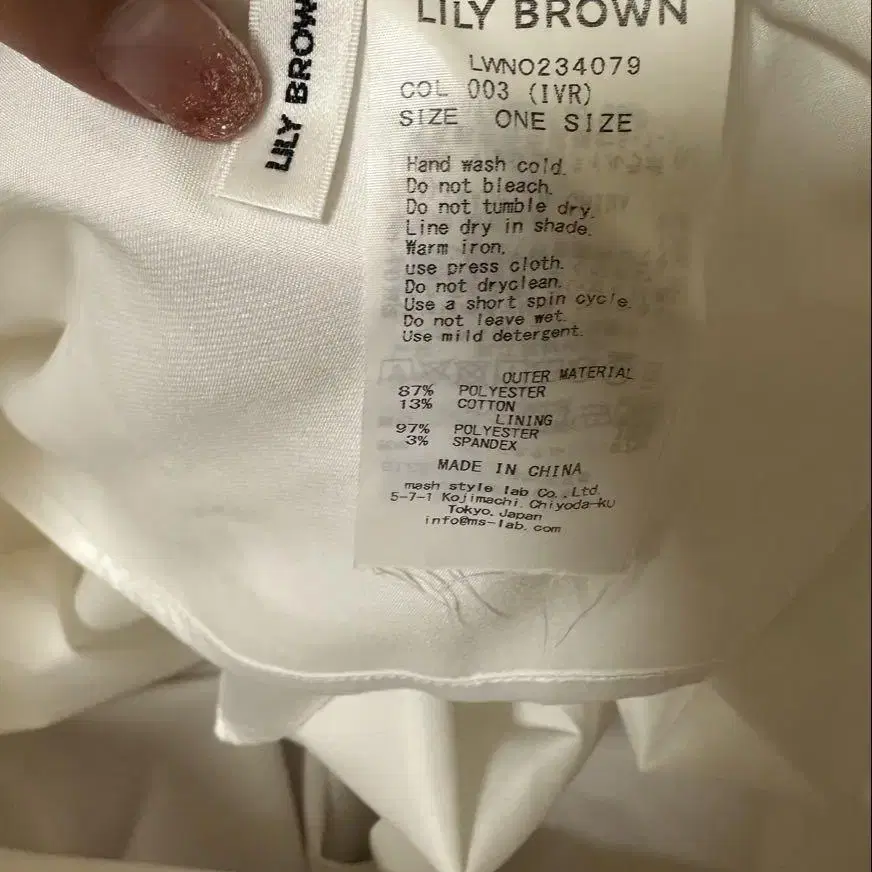 LILY BROWN
LILY BROWN
LWNO234079
COL 003 (IVR)
SIZE ONE SIZE
Hand wash cold.
Do not bleach.
Do not tumble dry.
Line dry in shade.
Warm iron.
use press cloth.
Do not dryclean.
Use a short spin cycle.
Do not leave wet.
Use mild detergent.
OUTER MATERIAL
87% POLYESTER
13% COTTON
LINING
97% POLYESTER
3% SPANDEX
MADE IN CHINA
mash style lab Co.,Ltd.
5-7-1 Kojimachi, Chiyoda-ku
Tokyo, Japan
info@ms-lab.com